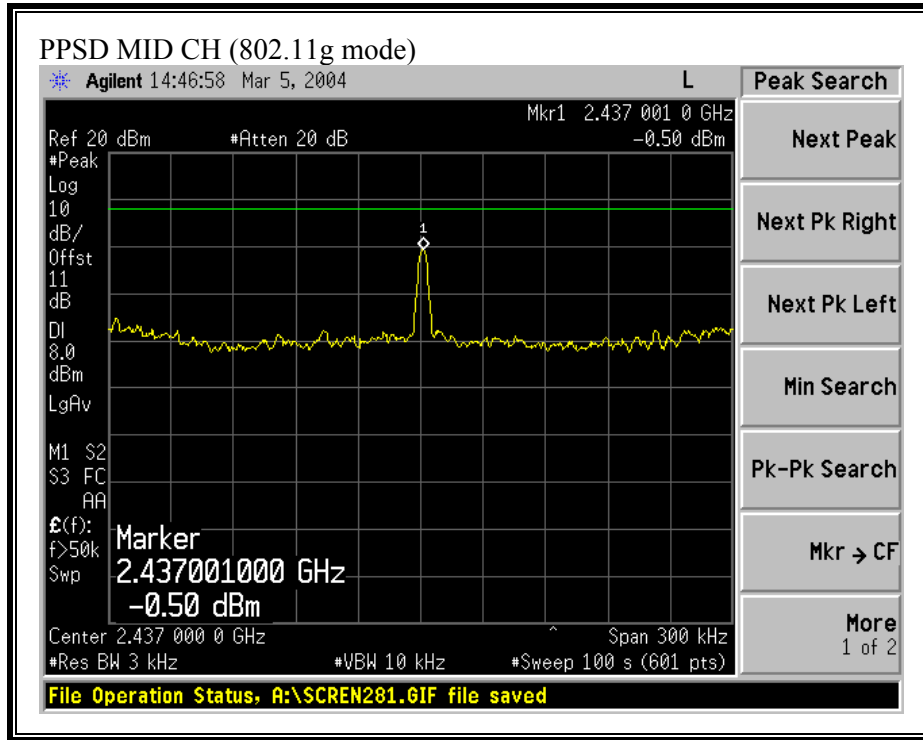 PPSD MID CH (802.11g mode)
Agilent 14:46:58 Mar 5, 2004 L
Mkr1 2.437 001 0 GHz
Ref 20 dBm #Atten 20 dB -0.50 dBm
#Peak
Log
10
dB/
Offst
11
dB
DI
8.0
dBm
LgAv
M1 S2
S3 FC
AA
£(f):
f>50k
Swp
1
Marker
2.437001000 GHz
-0.50 dBm
Center 2.437 000 0 GHz ^ Span 300 kHz
#Res BW 3 kHz #VBW 10 kHz #Sweep 100 s (601 pts)
File Operation Status, A:\SCREN281.GIF file saved
Peak Search
Next Peak
Next Pk Right
Next Pk Left
Min Search
Pk-Pk Search
Mkr → CF
More
1 of 2